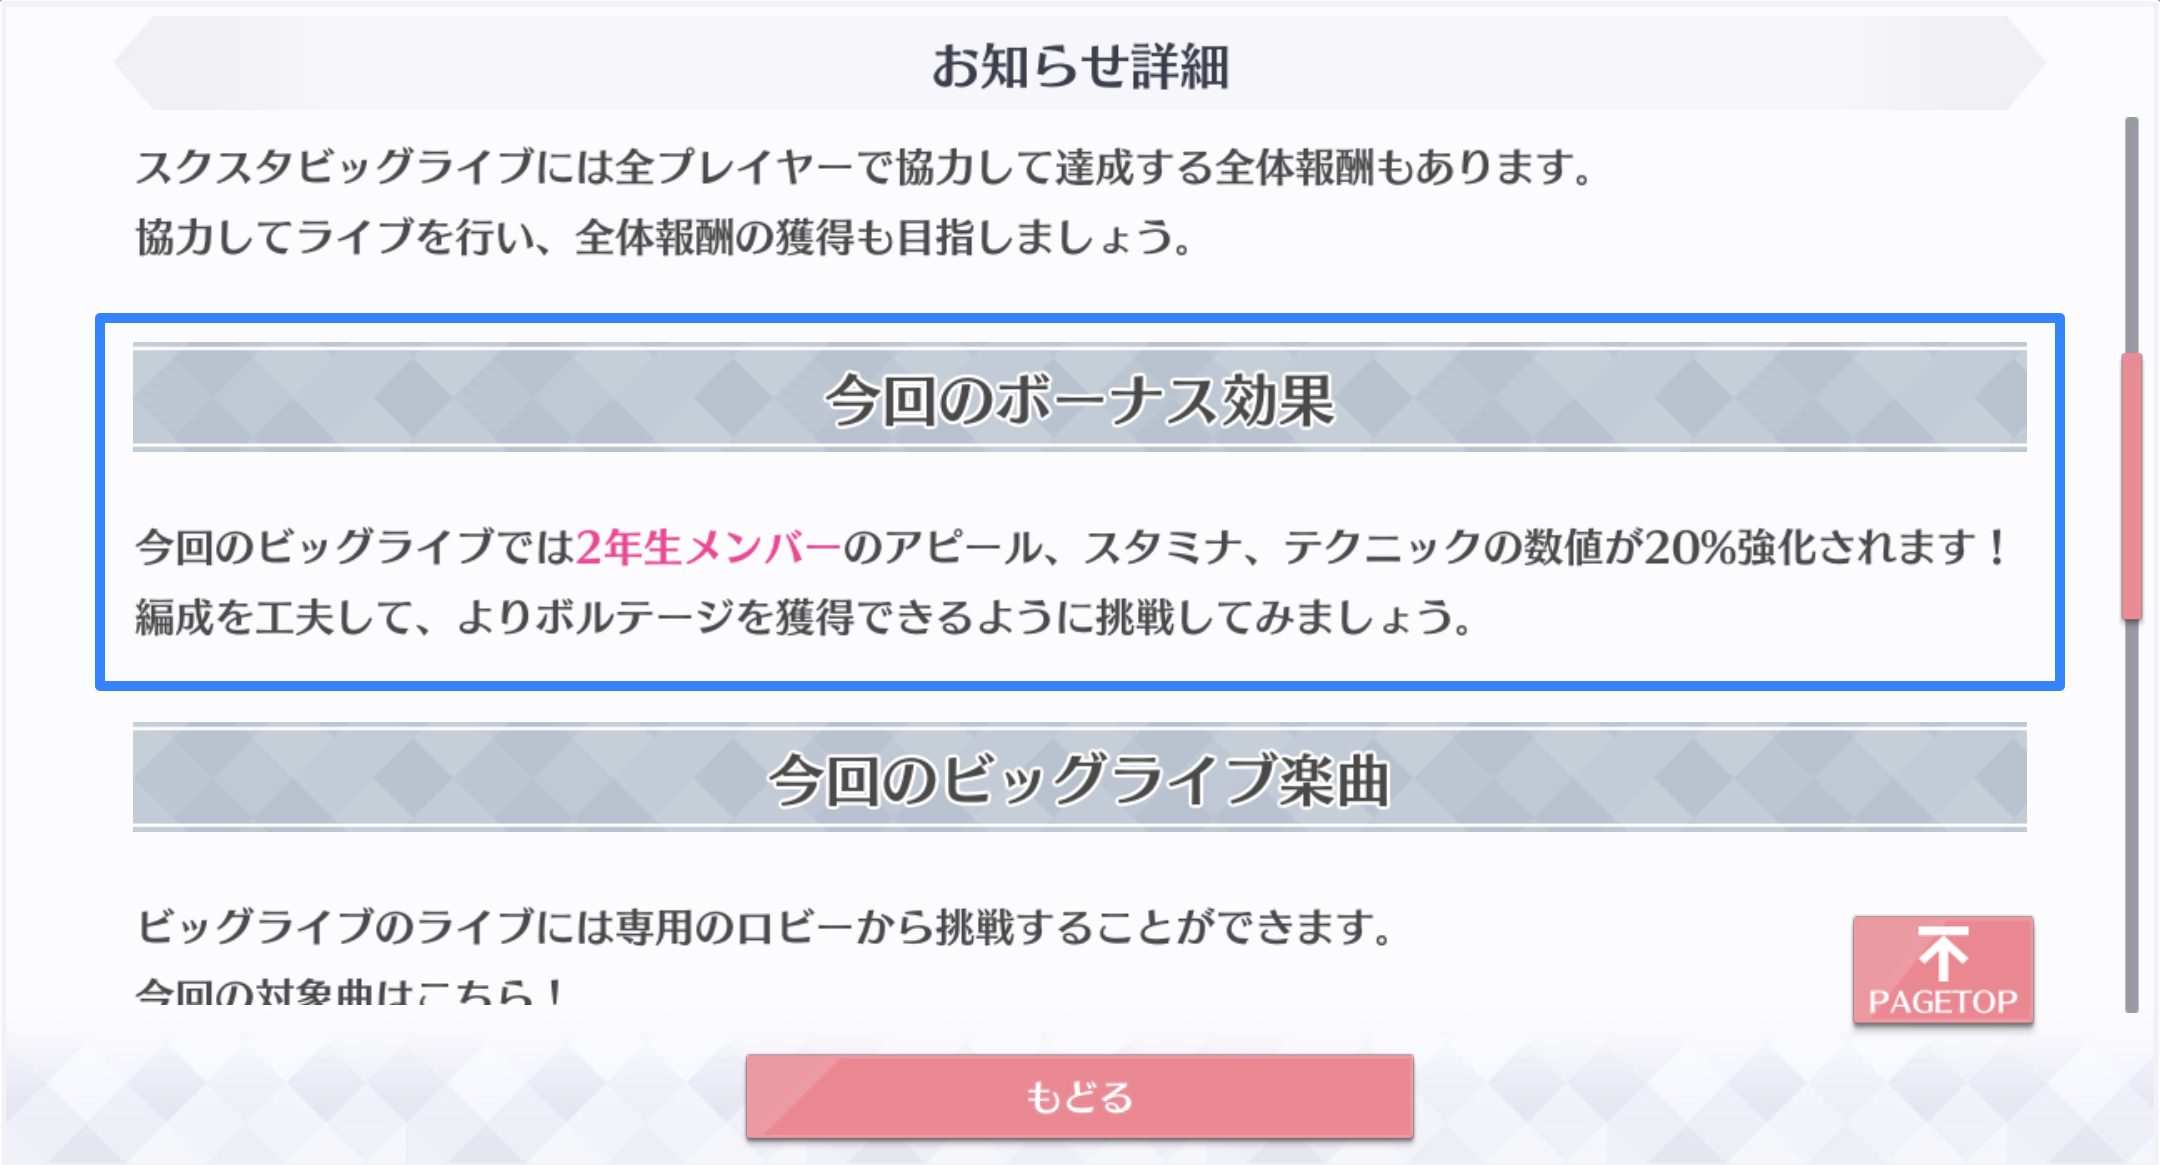 お知らせ詳細
スクスタビッグライブには全プレイヤーで協力して達成する全体報酬もあります。
協力してライブを行い、全体報酬の獲得も目指しましょう。
今回のボーナス効果
今回のビッグライブでは2年生メンバーのアピール、スタミナ、テクニックの数値が20%強化されます！
編成を工夫して、よりボルテージを獲得できるように挑戦してみましょう。
今回のビッグライブ楽曲
ビッグライブのライブには専用のロビーから挑戦することができます。
今回の対象曲はこちら！
PAGETOP
もどる